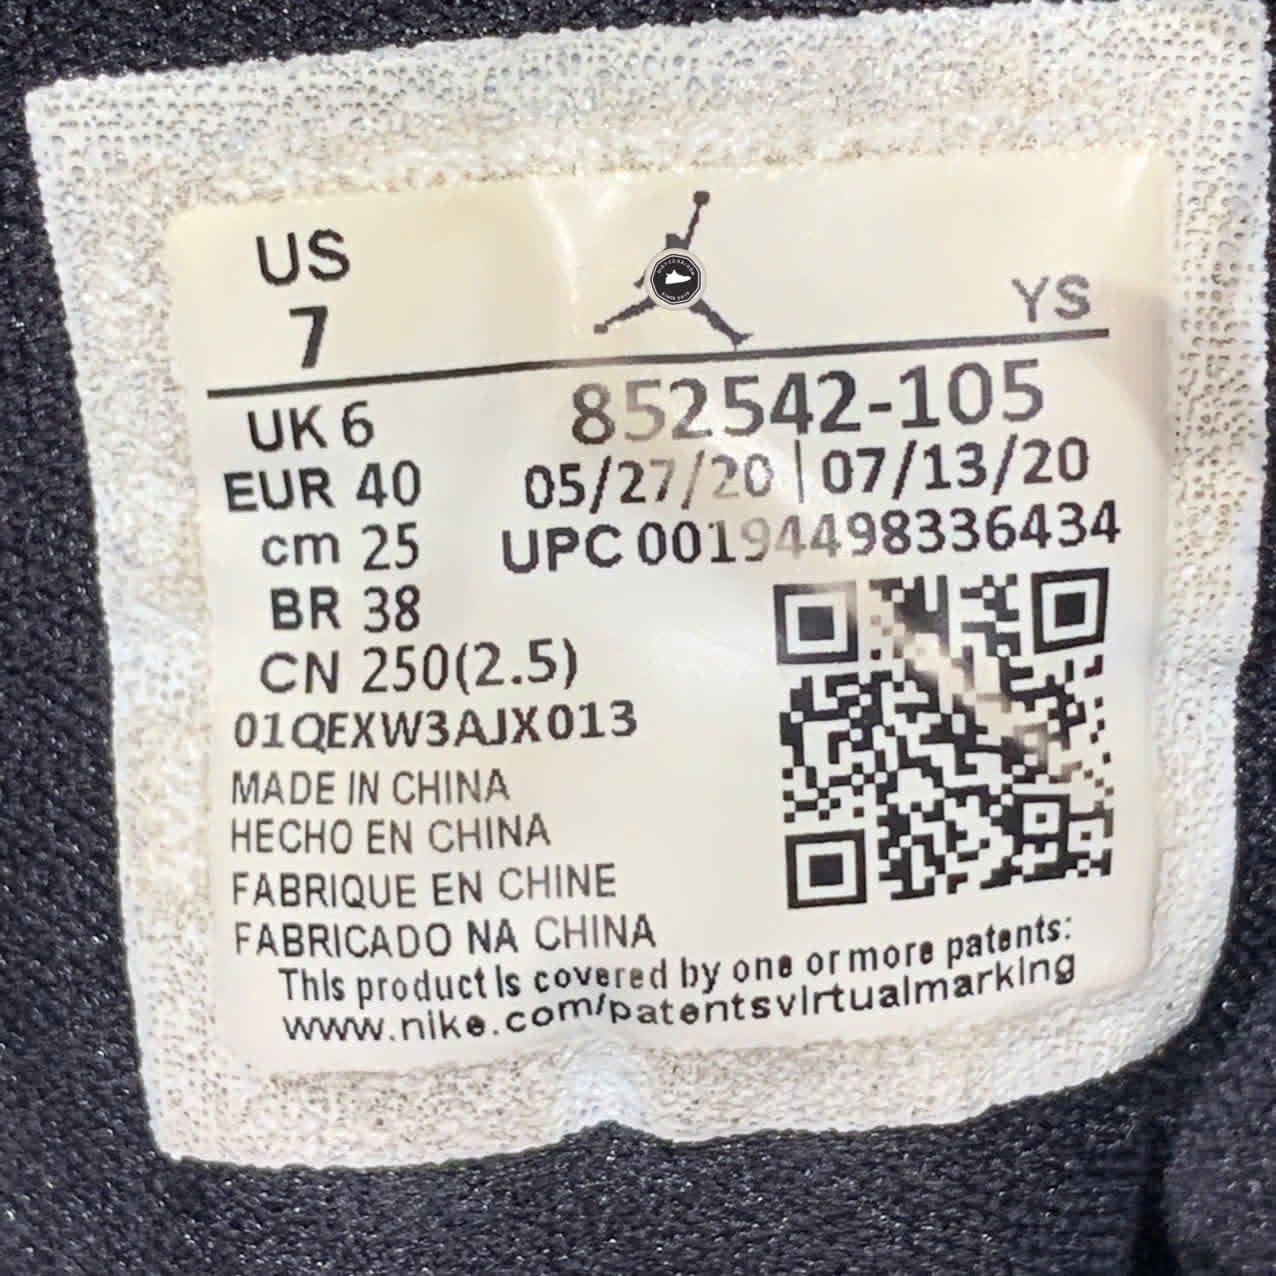 US
7
YS
UK 6
EUR 40
cm 25
BR 38
CN 250(2.5)
01QEXW3AJX013
852542-105
05/27/20 | 07/13/20
UPC 00194498336434
MADE IN CHINA
HECHO EN CHINA
FABRIQUE EN CHINE
FABRICADO NA CHINA
This product is covered by one or more patents:
www.nike.com/patentsvirtualmarking